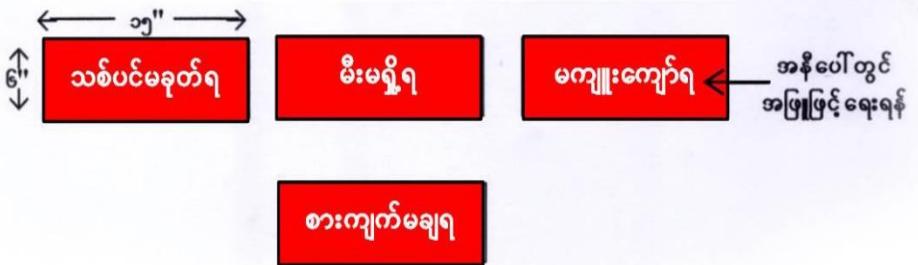 ၁၅"
၆"
သစ်ပင်မခုတ်ရ
မီးမရှို့ရ
မကျူးကျော်ရ
အနီပေါ်တွင်
အဖြူဖြင့်ရေးရန်
စားကျက်မချရ